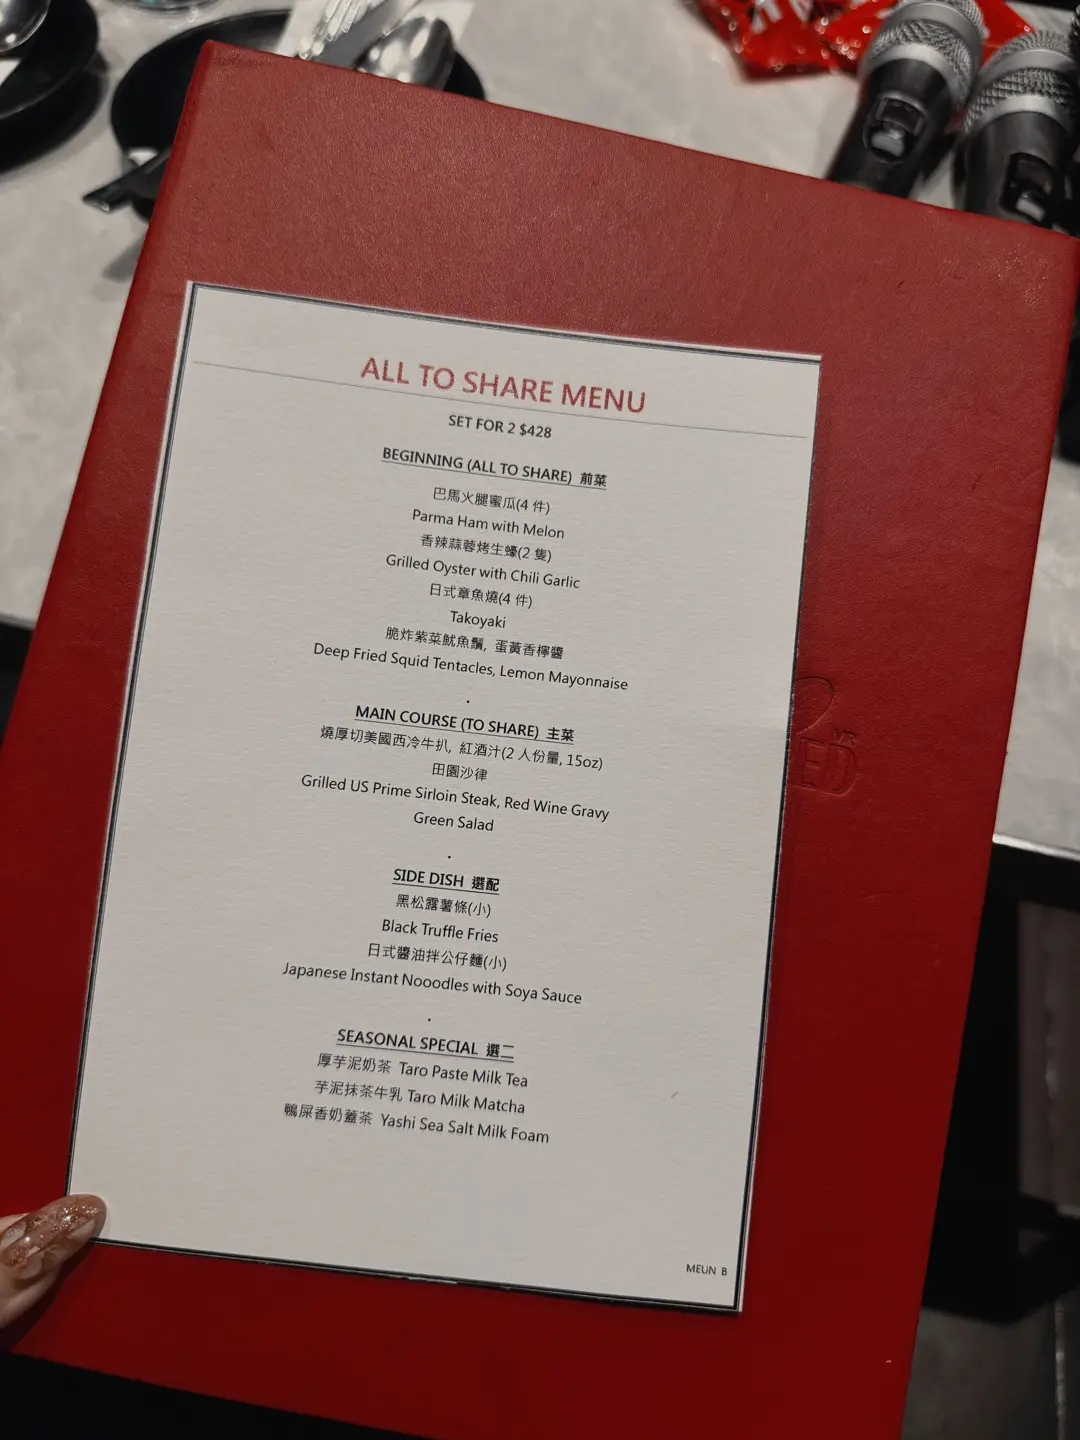 ALL TO SHARE MENU
SET FOR 2 $428
BEGINNING (ALL TO SHARE) 前菜
巴馬火腿蜜瓜(4 件)
Parma Ham with Melon
香辣蒜蓉烤生蠔(2 隻)
Grilled Oyster with Chili Garlic
日式章魚燒(4 件)
Takoyaki
脆炸紫菜魷魚鬚, 蛋黃香檸醬
Deep Fried Squid Tentacles, Lemon Mayonnaise
.
MAIN COURSE (TO SHARE) 主菜
燒厚切美國西冷牛扒, 紅酒汁(2 人份量, 15oz)
田園沙律
Grilled US Prime Sirloin Steak, Red Wine Gravy
Green Salad
.
SIDE DISH 選配
黑松露薯條(小)
Black Truffle Fries
日式醬油拌公仔麵(小)
Japanese Instant Nooodles with Soya Sauce
.
SEASONAL SPECIAL 選二
厚芋泥奶茶 Taro Paste Milk Tea
芋泥抹茶牛乳 Taro Milk Matcha
鴨屎香奶蓋茶 Yashi Sea Salt Milk Foam
MEUN B
VR
ED